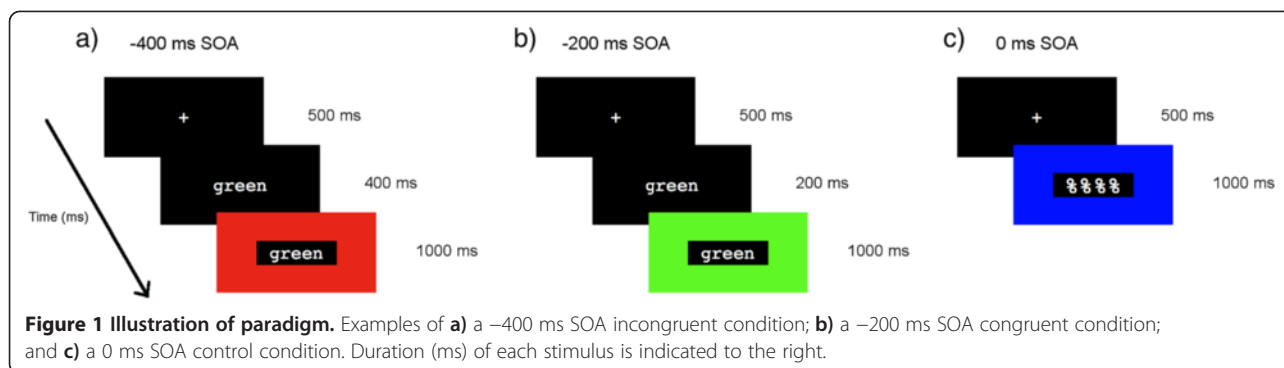 a) -400 ms SOA
b) -200 ms SOA
c) 0 ms SOA
+
500 ms
green
400 ms
green
1000 ms
Time (ms)
+
500 ms
green
200 ms
green
1000 ms
+
500 ms
%%%%
1000 ms
Figure 1 Illustration of paradigm. Examples of a) a −400 ms SOA incongruent condition; b) a −200 ms SOA congruent condition;
and c) a 0 ms SOA control condition. Duration (ms) of each stimulus is indicated to the right.